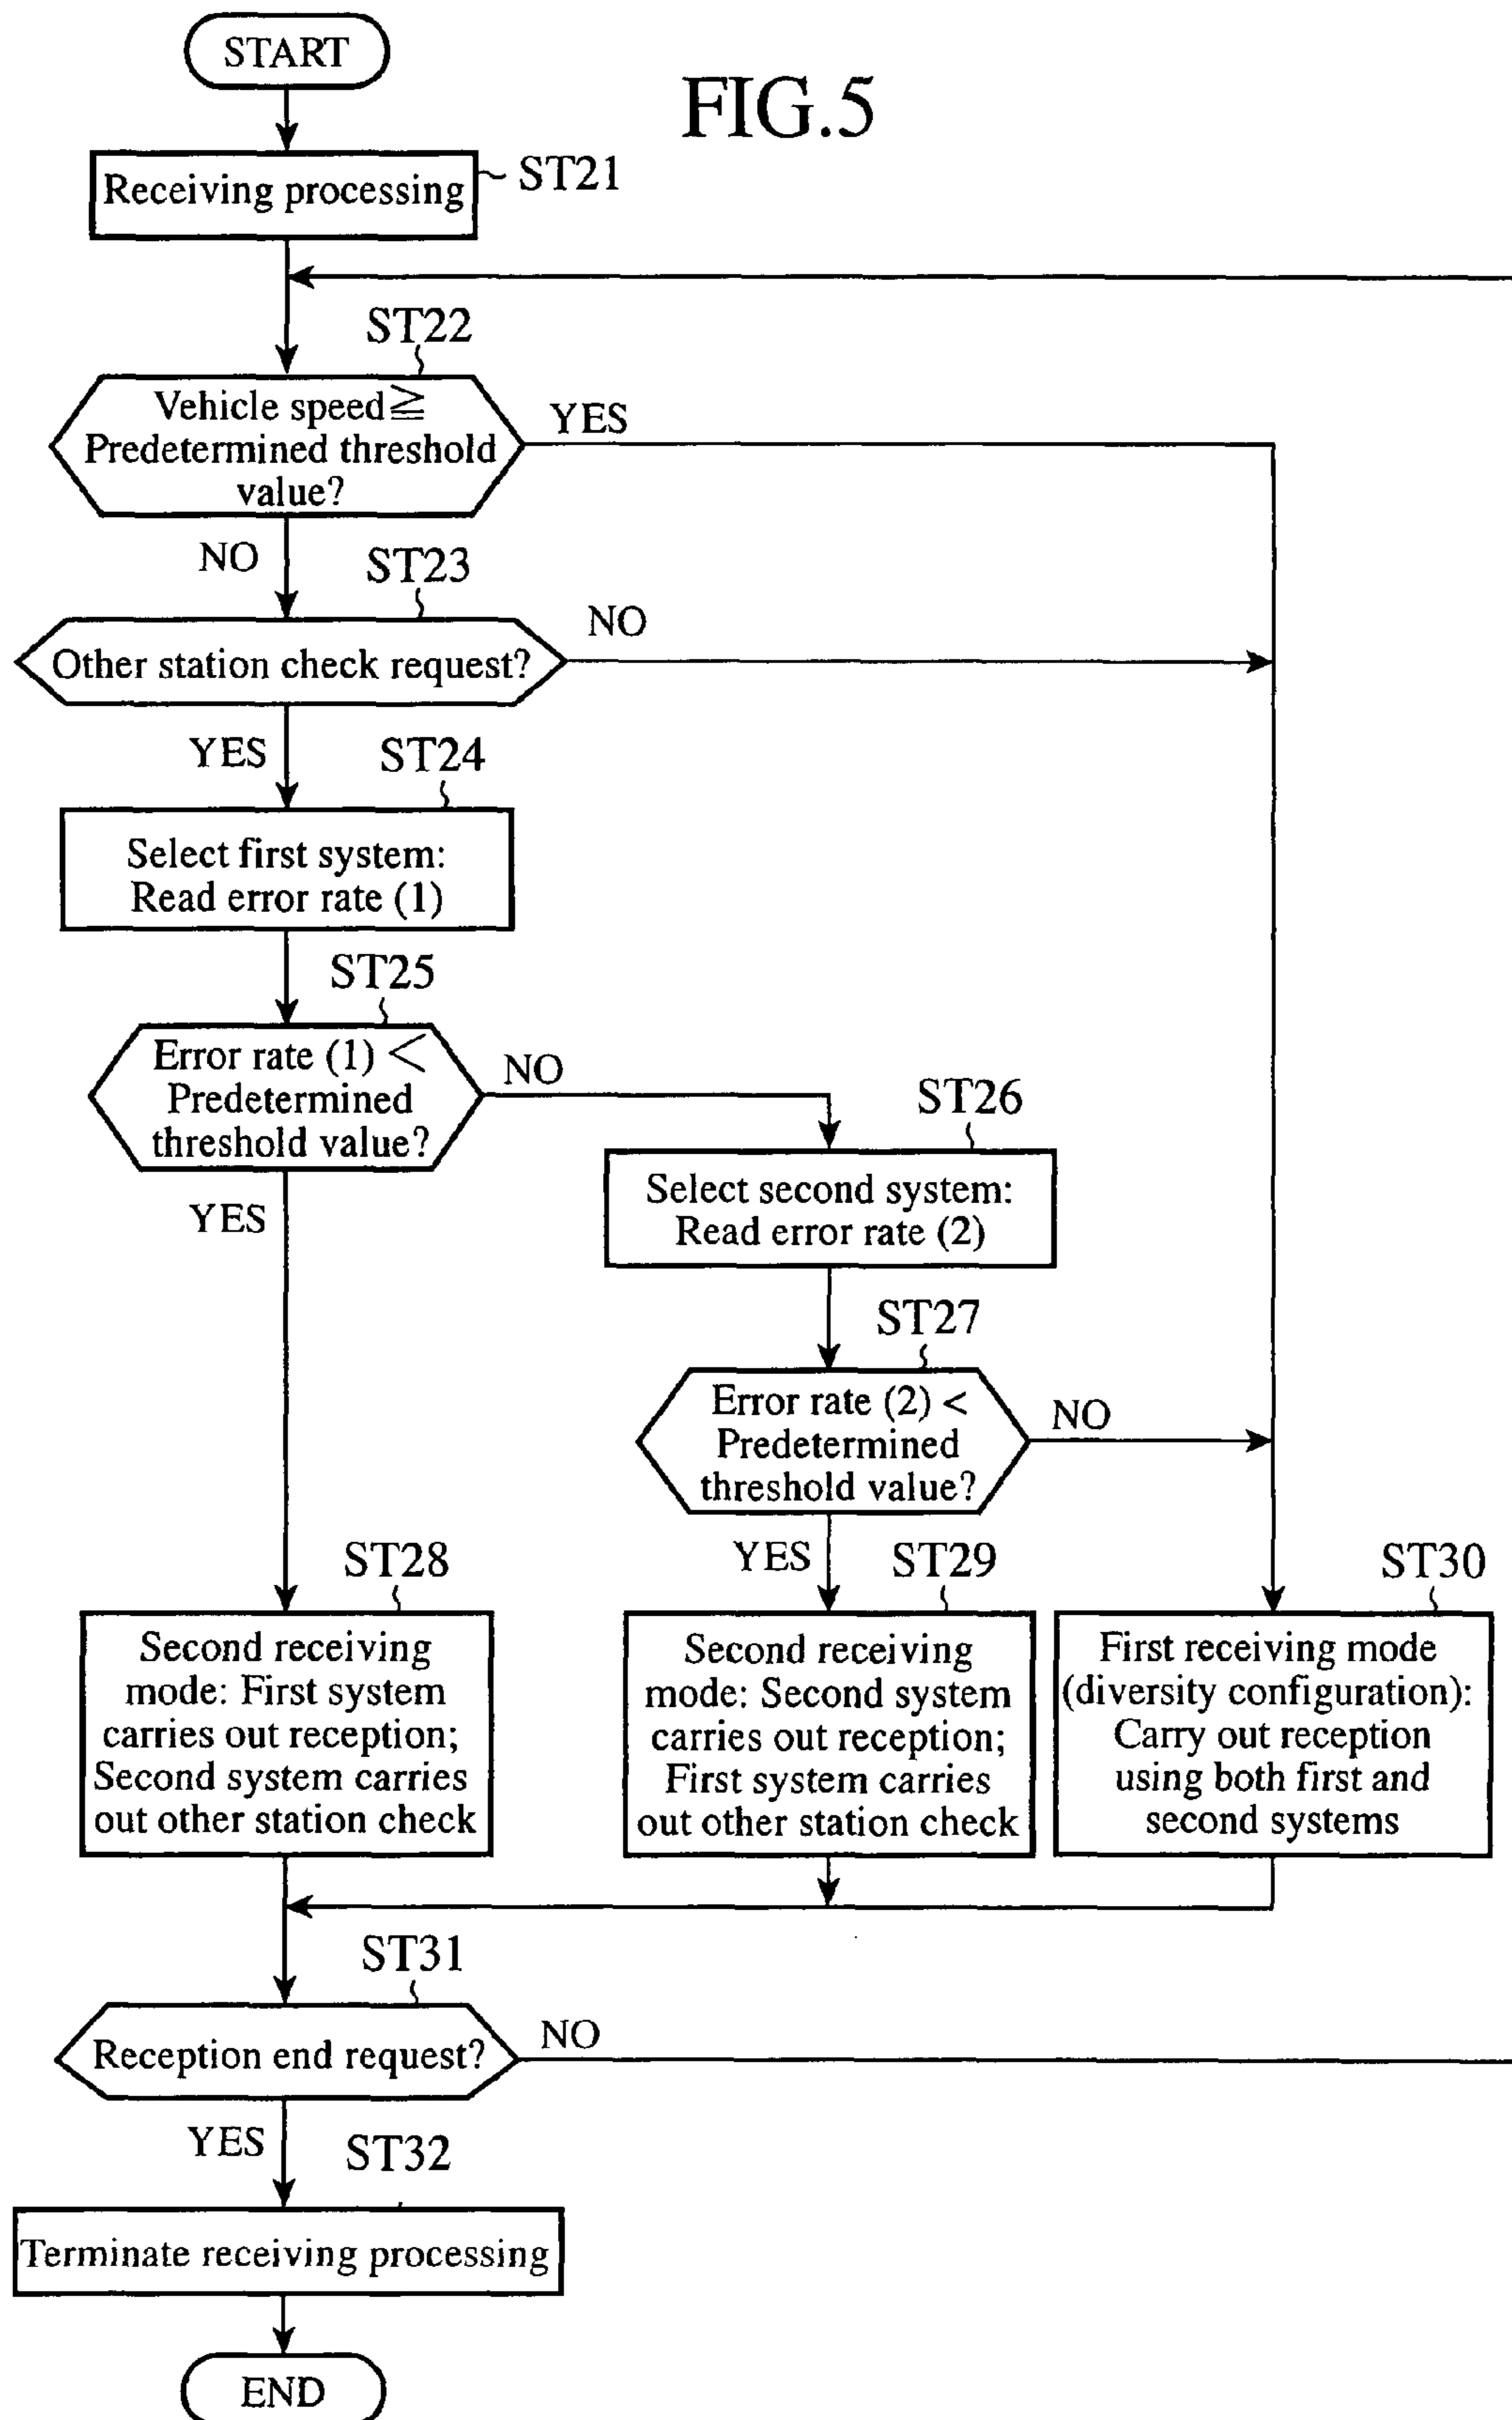 START
FIG.5
Receiving processing
ST21
ST22
Vehicle speed≧
Predetermined threshold
value?
YES
NO
ST23
Other station check request?
NO
YES
ST24
Select first system:
Read error rate (1)
ST25
Error rate (1) <
Predetermined
threshold value?
NO
YES
ST26
Select second system:
Read error rate (2)
ST27
Error rate (2) <
Predetermined
threshold value?
NO
YES
ST28
Second receiving
mode: First system
carries out reception;
Second system carries
out other station check
ST29
Second receiving
mode: Second system
carries out reception;
First system carries
out other station check
ST30
First receiving mode
(diversity configuration):
Carry out reception
using both first and
second systems
ST31
Reception end request?
NO
YES
ST32
Terminate receiving processing
END